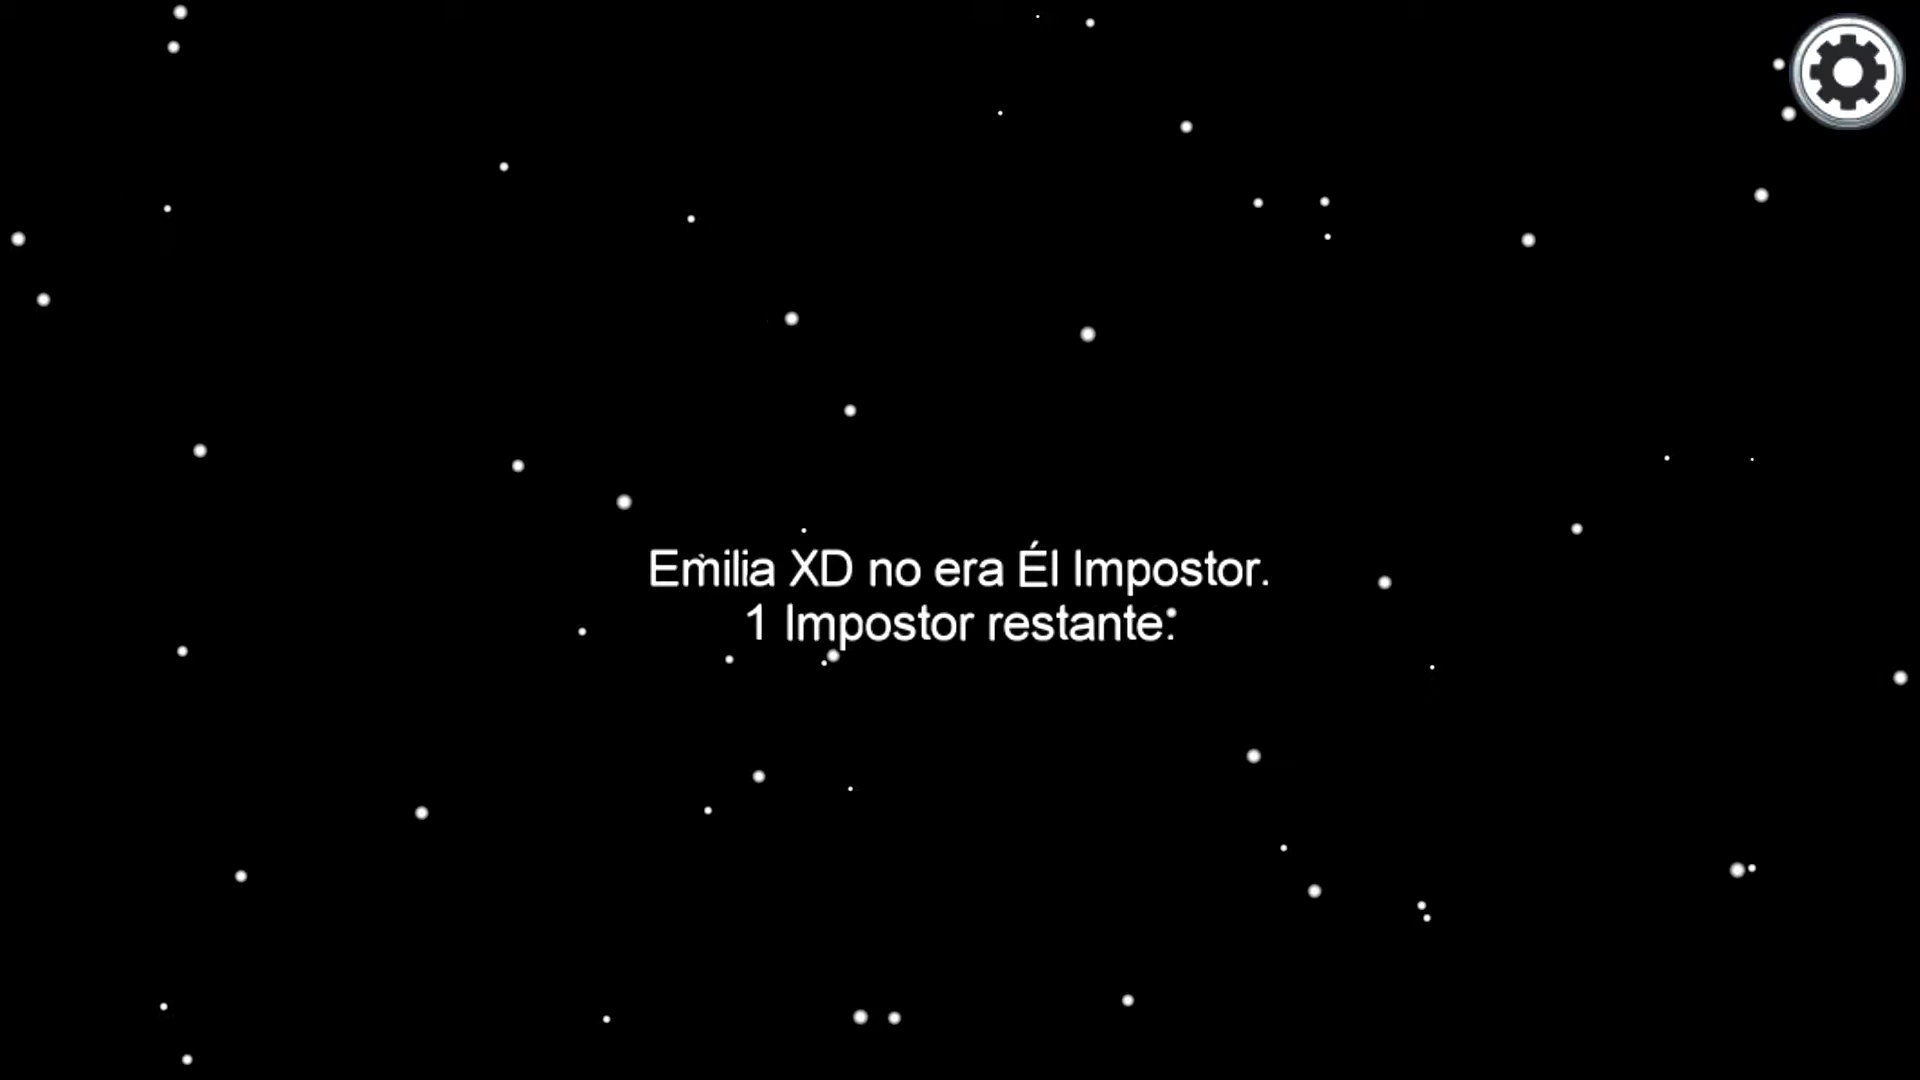 Emilia XD no era Él Impostor.
1 Impostor restante.